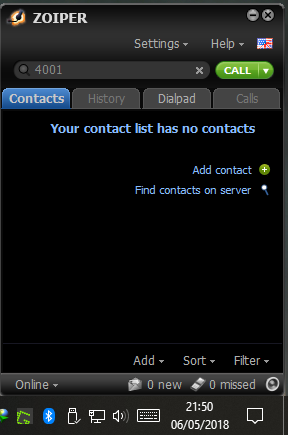 ZOIPER
Settings Help
4001 CALL
Contacts History Dialpad Calls
Your contact list has no contacts
Add contact
Find contacts on server
Add Sort Filter
Online 0 new 0 missed
21:50
06/05/2018